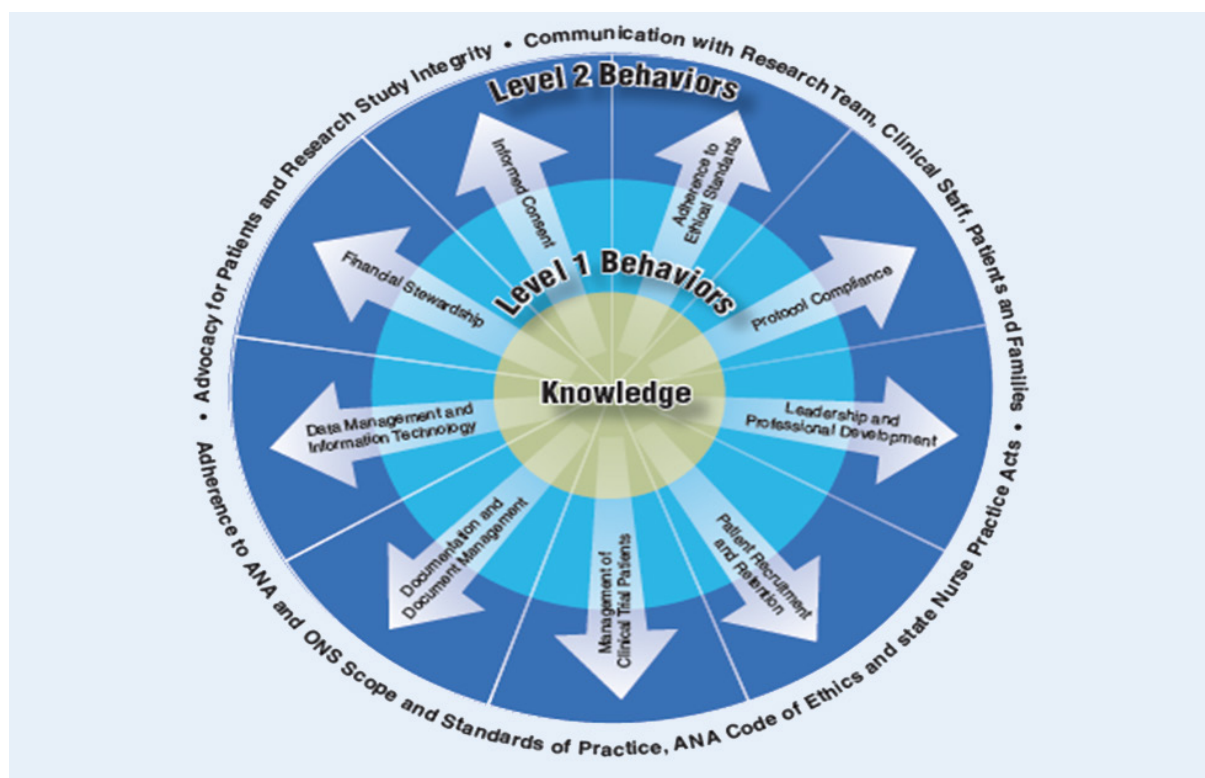 • Advocacy for Patients and Research Study Integrity • Communication with Research Team, Clinical Staff, Patients and Families •
Adherence to ANA and ONS Scope and Standards of Practice, ANA Code of Ethics and state Nurse Practice Acts
Level 2 Behaviors
Informed Consent
Adherence to
Ethical Standards
Financial Stewardship
Level 1 Behaviors
Protocol Compliance
Knowledge
Data Management and
Information Technology
Leadership and
Professional Development
Documentation and
Document Management
Management of
Clinical Trial Patients
Patient Recruitment
and Retention